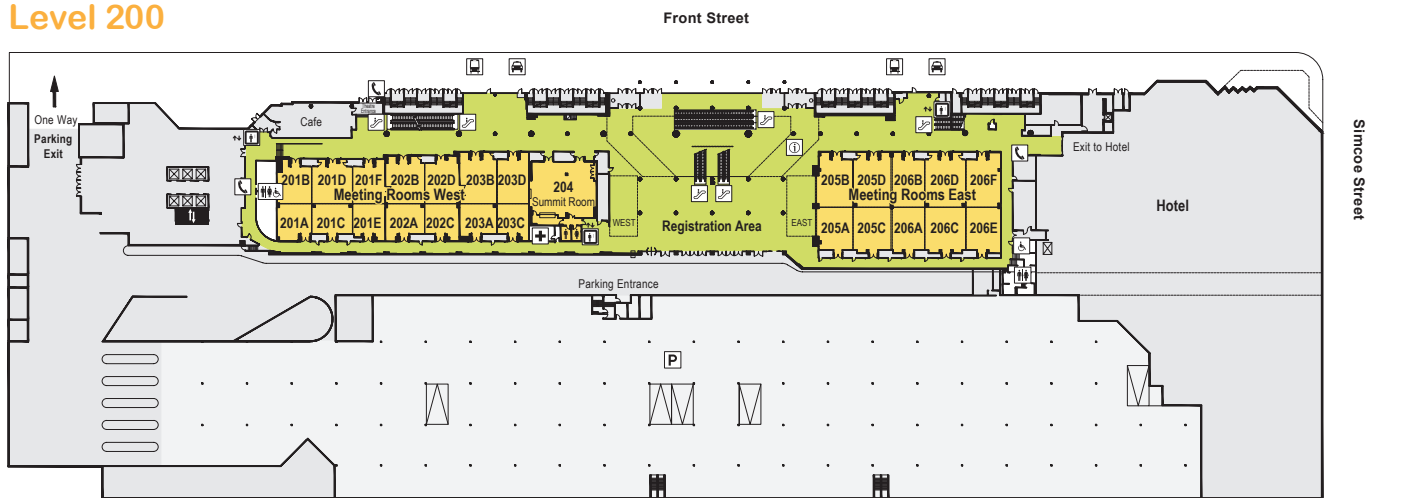 Level 200
Front Street
Simcoe Street
One Way
Parking
Exit
Theatre
Entrance
Cafe
Exit to Hotel
Hotel
201B 201D 201F 202B 202D 203B 203D
Meeting Rooms West
201A 201C 201E 202A 202C 203A 203C
204
Summit Room
WEST
Registration Area
EAST
i
205B 205D 206B 206D 206F
Meeting Rooms East
205A 205C 206A 206C 206E
Parking Entrance
P